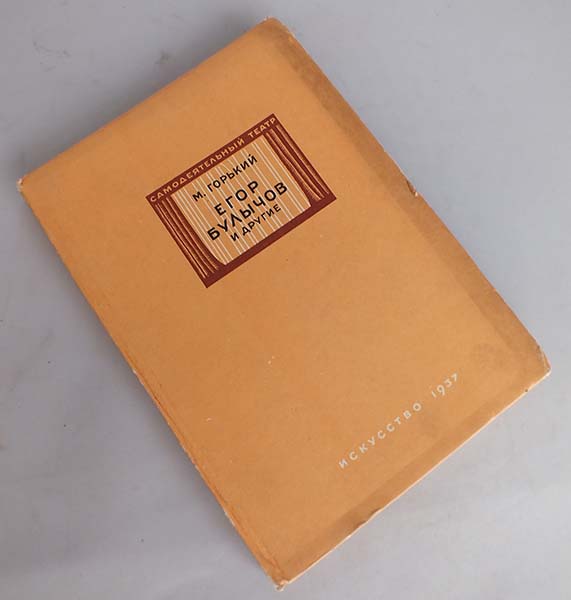 САМОДЕЯТЕЛЬНЫЙ ТЕАТР
М. ГОРЬКИЙ
ЕГОР
БУЛЫЧОВ
И ДРУГИЕ
ИСКУССТВО 1937